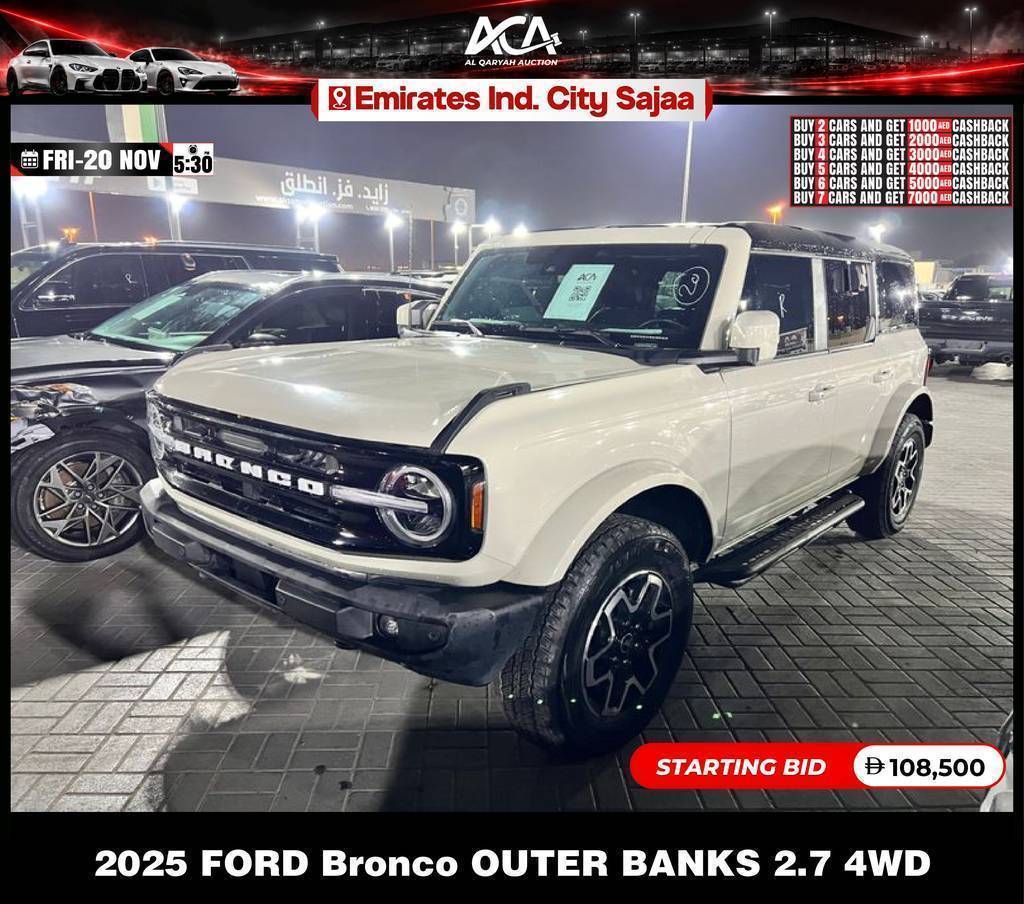 ACA
AL QARYAH AUCTION
Emirates Ind. City Sajaa
FRI-20 NOV 5:30
BUY 2 CARS AND GET 1000 AED CASHBACK
BUY 3 CARS AND GET 2000 AED CASHBACK
BUY 4 CARS AND GET 3000 AED CASHBACK
BUY 5 CARS AND GET 4000 AED CASHBACK
BUY 6 CARS AND GET 5000 AED CASHBACK
BUY 7 CARS AND GET 7000 AED CASHBACK
زايد. فز. انطلق
ACA
20
R
R
BRONCO
STARTING BID 108,500
2025 FORD Bronco OUTER BANKS 2.7 4WD